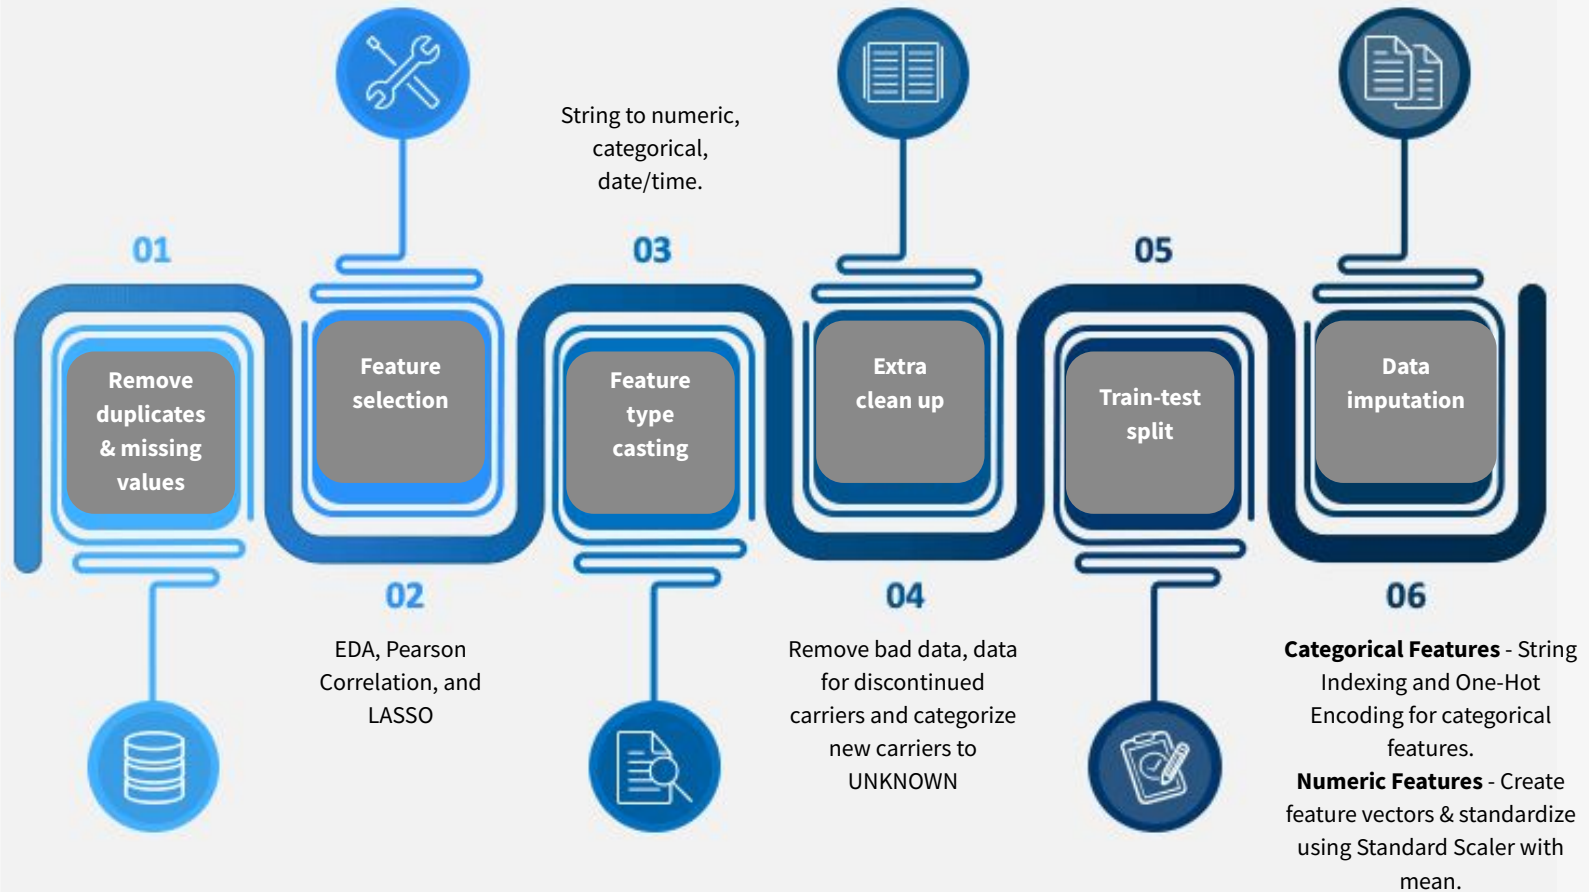 01
Remove
duplicates
& missing
values
Feature
selection
02
EDA, Pearson
Correlation, and
LASSO
String to numeric,
categorical,
date/time.
03
Feature
type
casting
Extra
clean up
04
Remove bad data, data
for discontinued
carriers and categorize
new carriers to
UNKNOWN
05
Train-test
split
Data
imputation
06
Categorical Features - String
Indexing and One-Hot
Encoding for categorical
features.
Numeric Features - Create
feature vectors & standardize
using Standard Scaler with
mean.